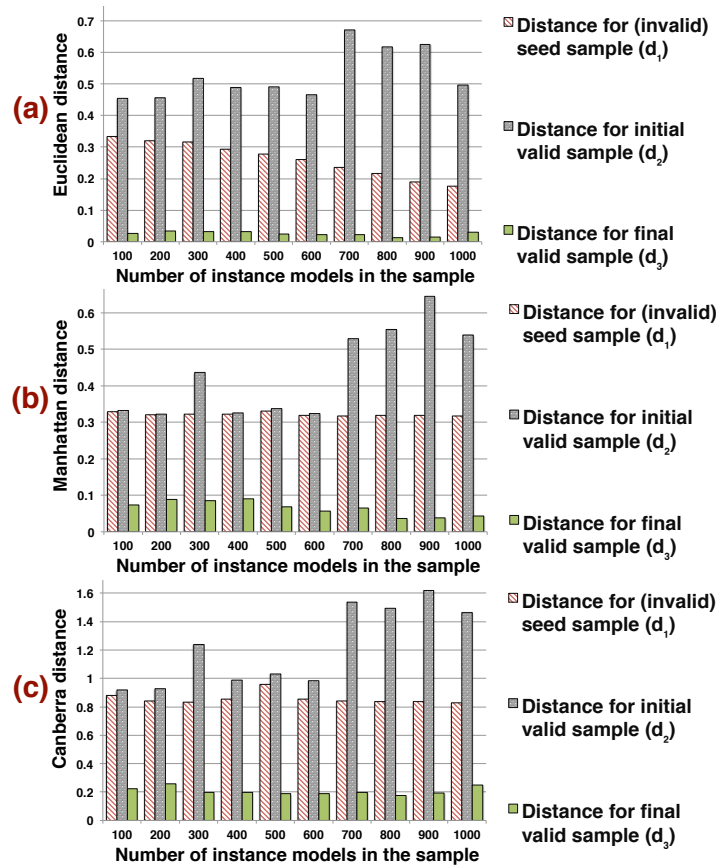 (a)
Euclidean distance
0.7
0.6
0.5
0.4
0.3
0.2
0.1
0
100 200 300 400 500 600 700 800 900 1000
Number of instance models in the sample
Distance for (invalid)
seed sample (d₁)
Distance for initial
valid sample (d₂)
Distance for final
valid sample (d₃)
(b)
Manhattan distance
0.6
0.5
0.4
0.3
0.2
0.1
0
100 200 300 400 500 600 700 800 900 1000
Number of instance models in the sample
Distance for (invalid)
seed sample (d₁)
Distance for initial
valid sample (d₂)
Distance for final
valid sample (d₃)
(c)
Canberra distance
1.6
1.4
1.2
1
0.8
0.6
0.4
0.2
0
100 200 300 400 500 600 700 800 900 1000
Number of instance models in the sample
Distance for (invalid)
seed sample (d₁)
Distance for initial
valid sample (d₂)
Distance for final
valid sample (d₃)